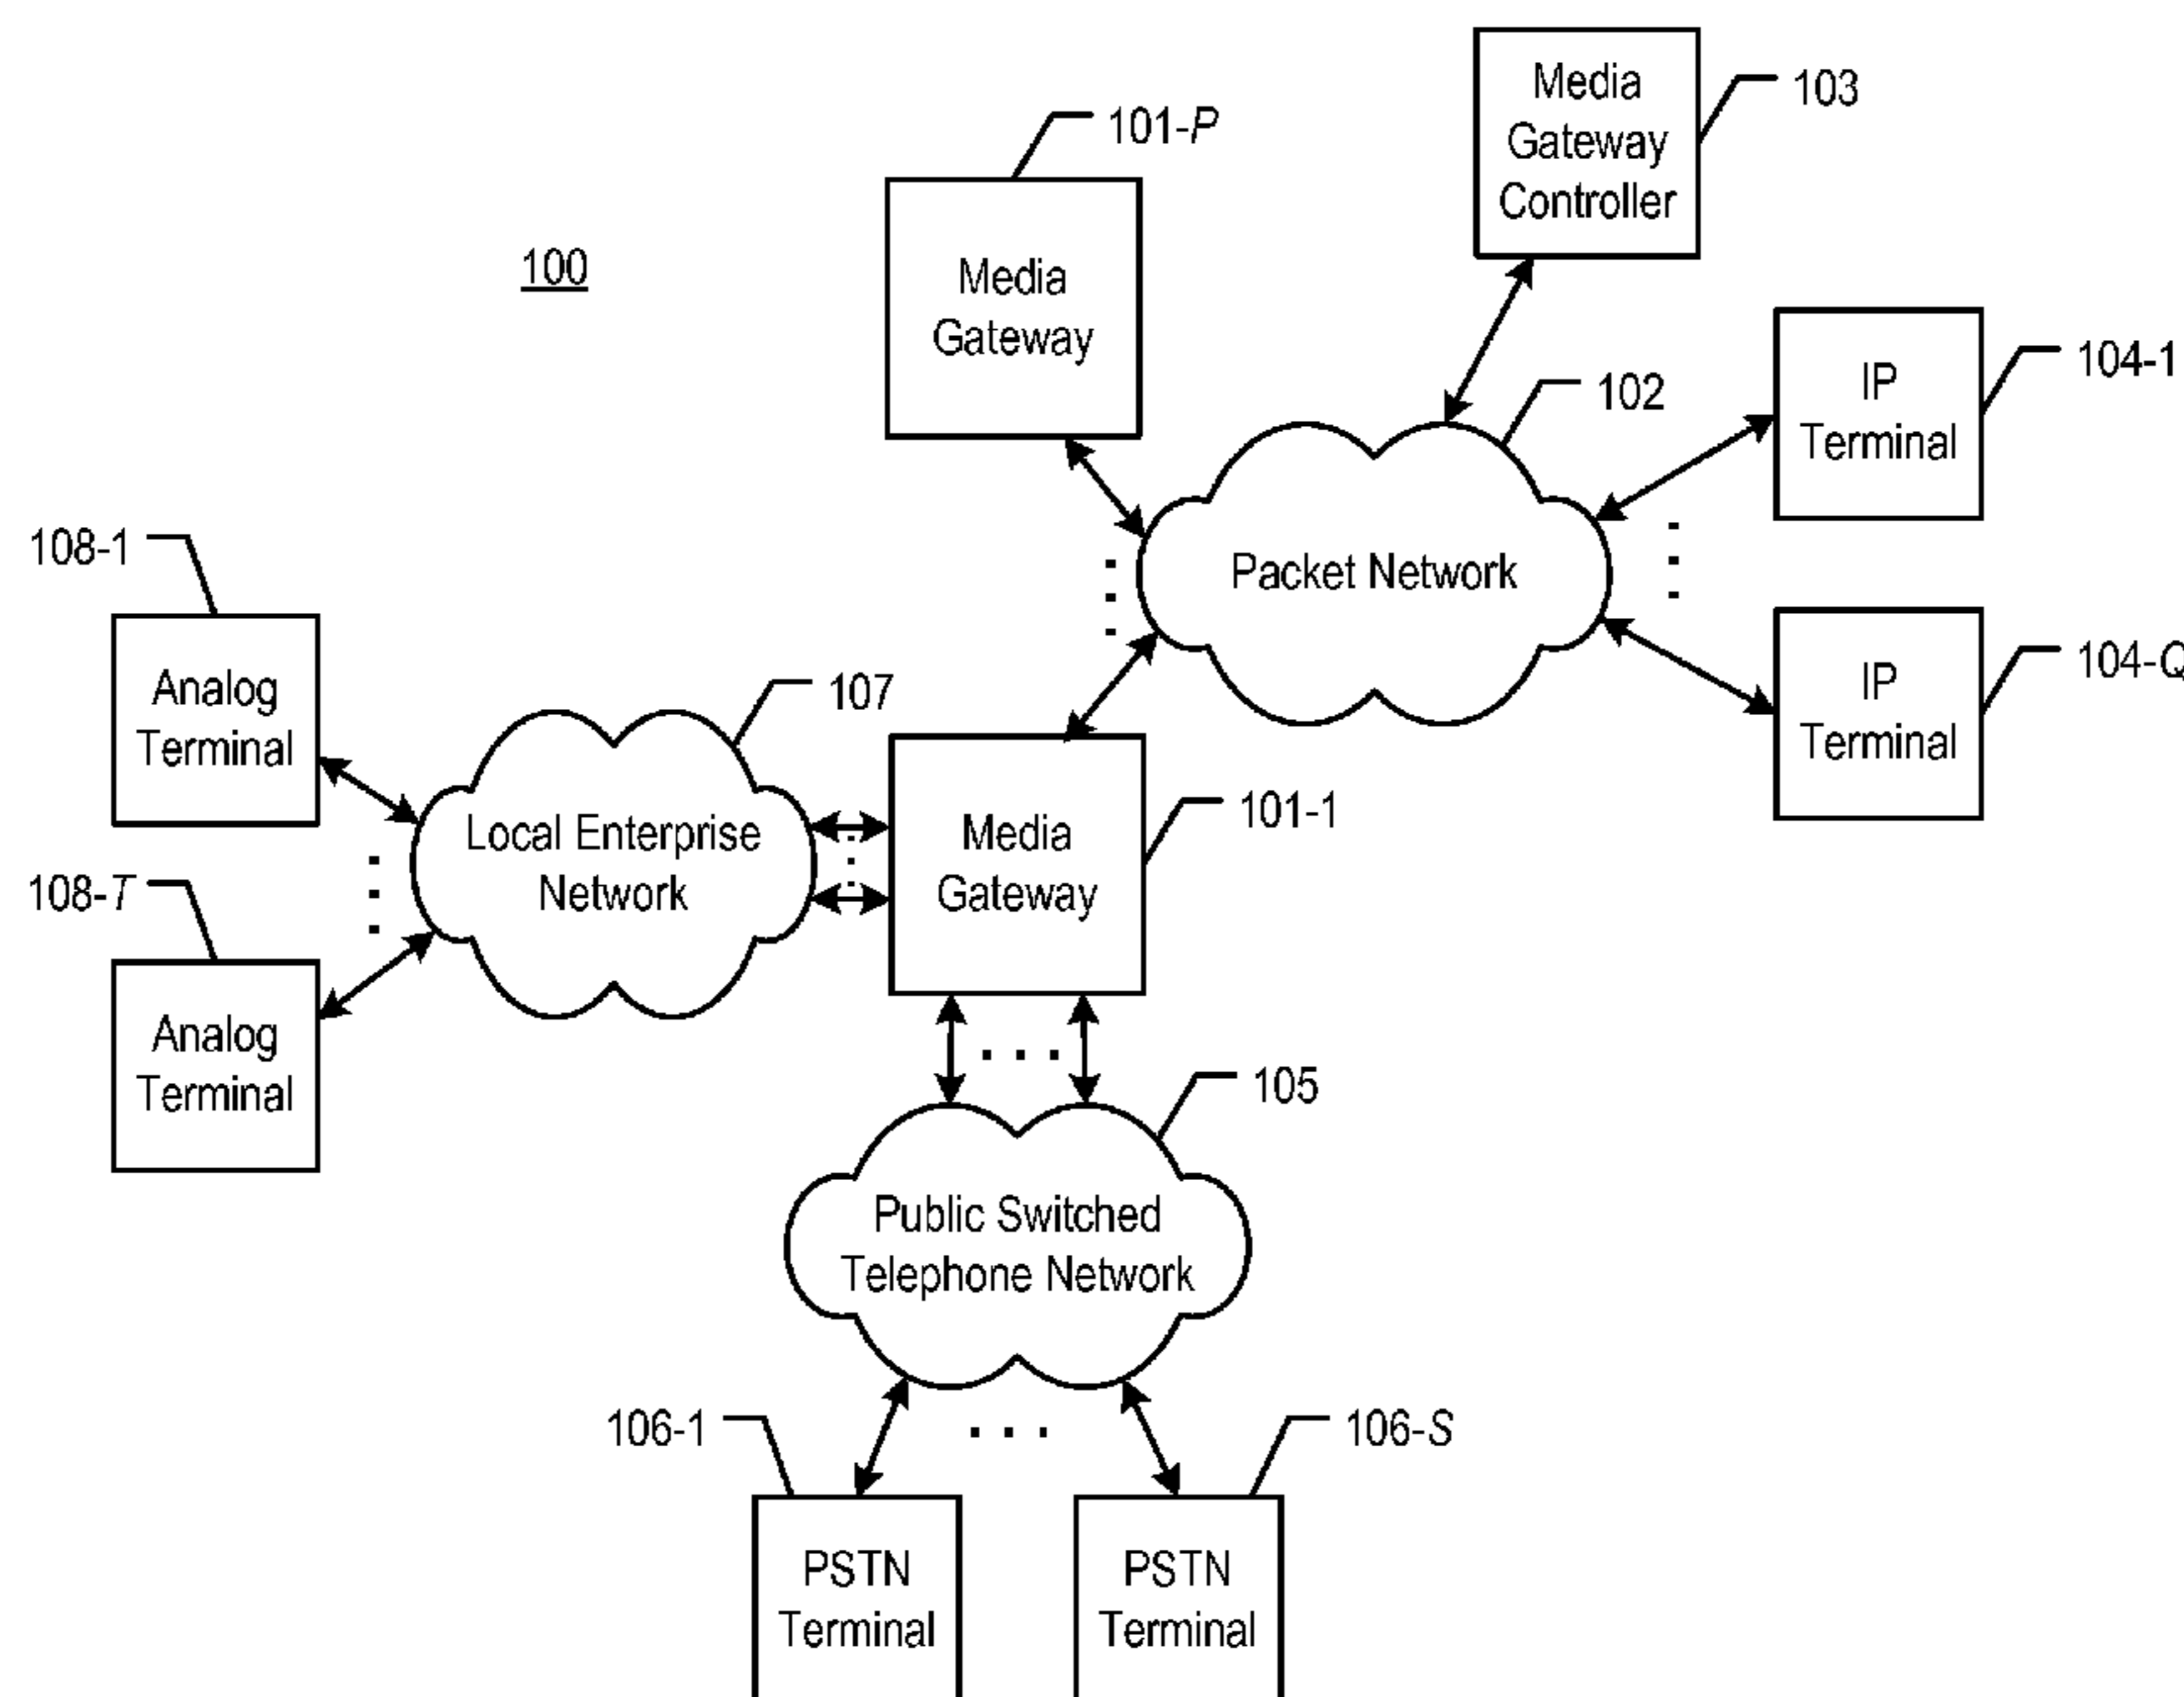 103
Media
Gateway
Controller
101-P
100
Media
Gateway
104-1
IP
Terminal
102
Packet Network
108-1
104-Q
IP
Terminal
Analog
Terminal
107
Local Enterprise
Network
101-1
Media
Gateway
108-T
Analog
Terminal
105
Public Switched
Telephone Network
106-1
106-S
PSTN
Terminal
PSTN
Terminal